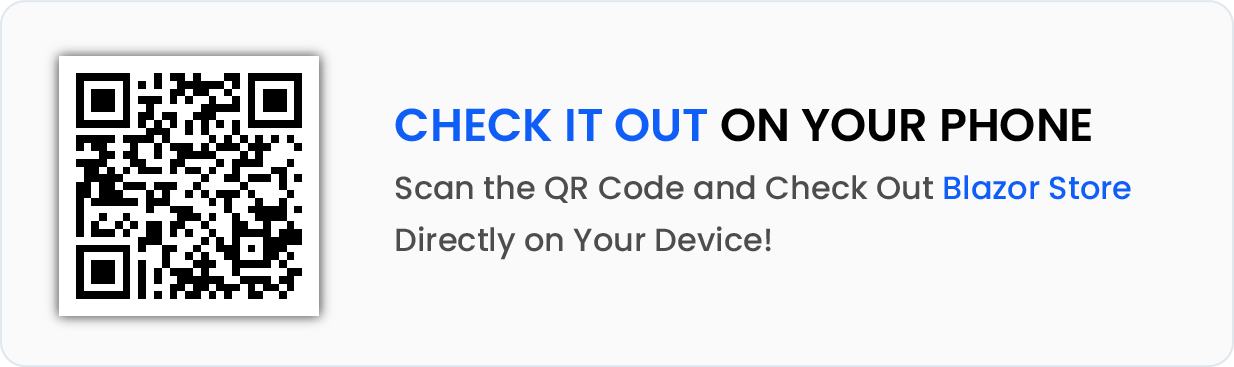 CHECK IT OUT ON YOUR PHONE
Scan the QR Code and Check Out Blazor Store
Directly on Your Device!